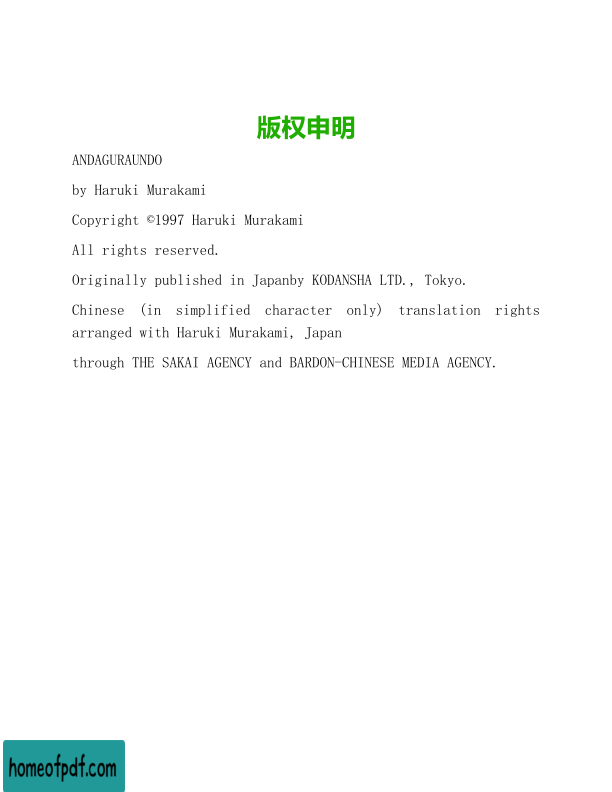 版权申明
ANDAGURAUNDO
by Haruki Murakami
Copyright ©1997 Haruki Murakami
All rights reserved.
Originally published in Japanby KODANSHA LTD., Tokyo.
Chinese (in simplified character only) translation rights
arranged with Haruki Murakami, Japan
through THE SAKAI AGENCY and BARDON-CHINESE MEDIA AGENCY.
homeofpdf.com